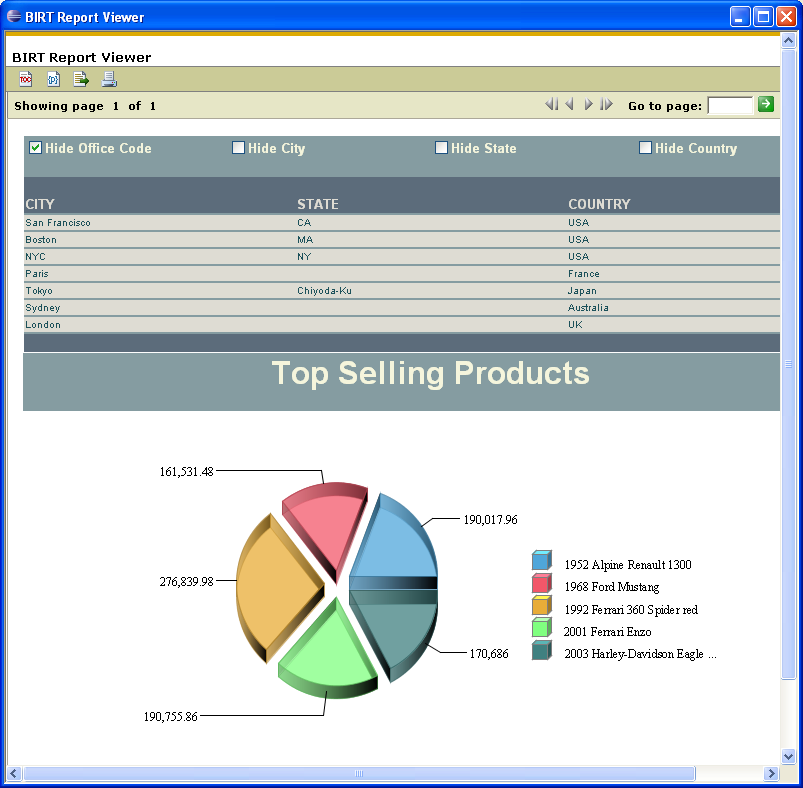 BIRT Report Viewer
BIRT Report Viewer
TOC
Showing page 1 of 1 Go to page:
Hide Office Code Hide City Hide State Hide Country
CITY STATE COUNTRY
San Francisco CA USA
Boston MA USA
NYC NY USA
Paris France
Tokyo Chiyoda-Ku Japan
Sydney Australia
London UK
Top Selling Products
161,531.48
190,017.96
276,839.98
170,686
190,755.86
1952 Alpine Renault 1300
1968 Ford Mustang
1992 Ferrari 360 Spider red
2001 Ferrari Enzo
2003 Harley-Davidson Eagle ...